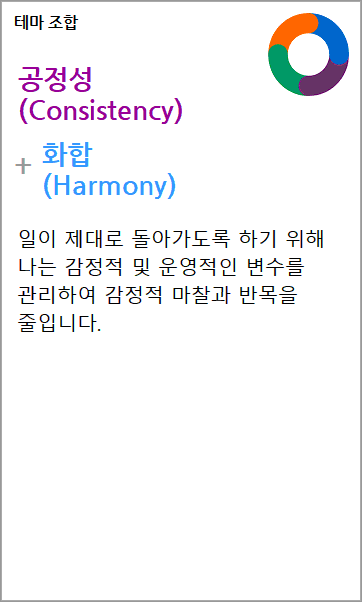 테마 조합
공정성
(Consistency)
+ 화합
(Harmony)
일이 제대로 돌아가도록 하기 위해
나는 감정적 및 운영적인 변수를
관리하여 감정적 마찰과 반목을
줄입니다.